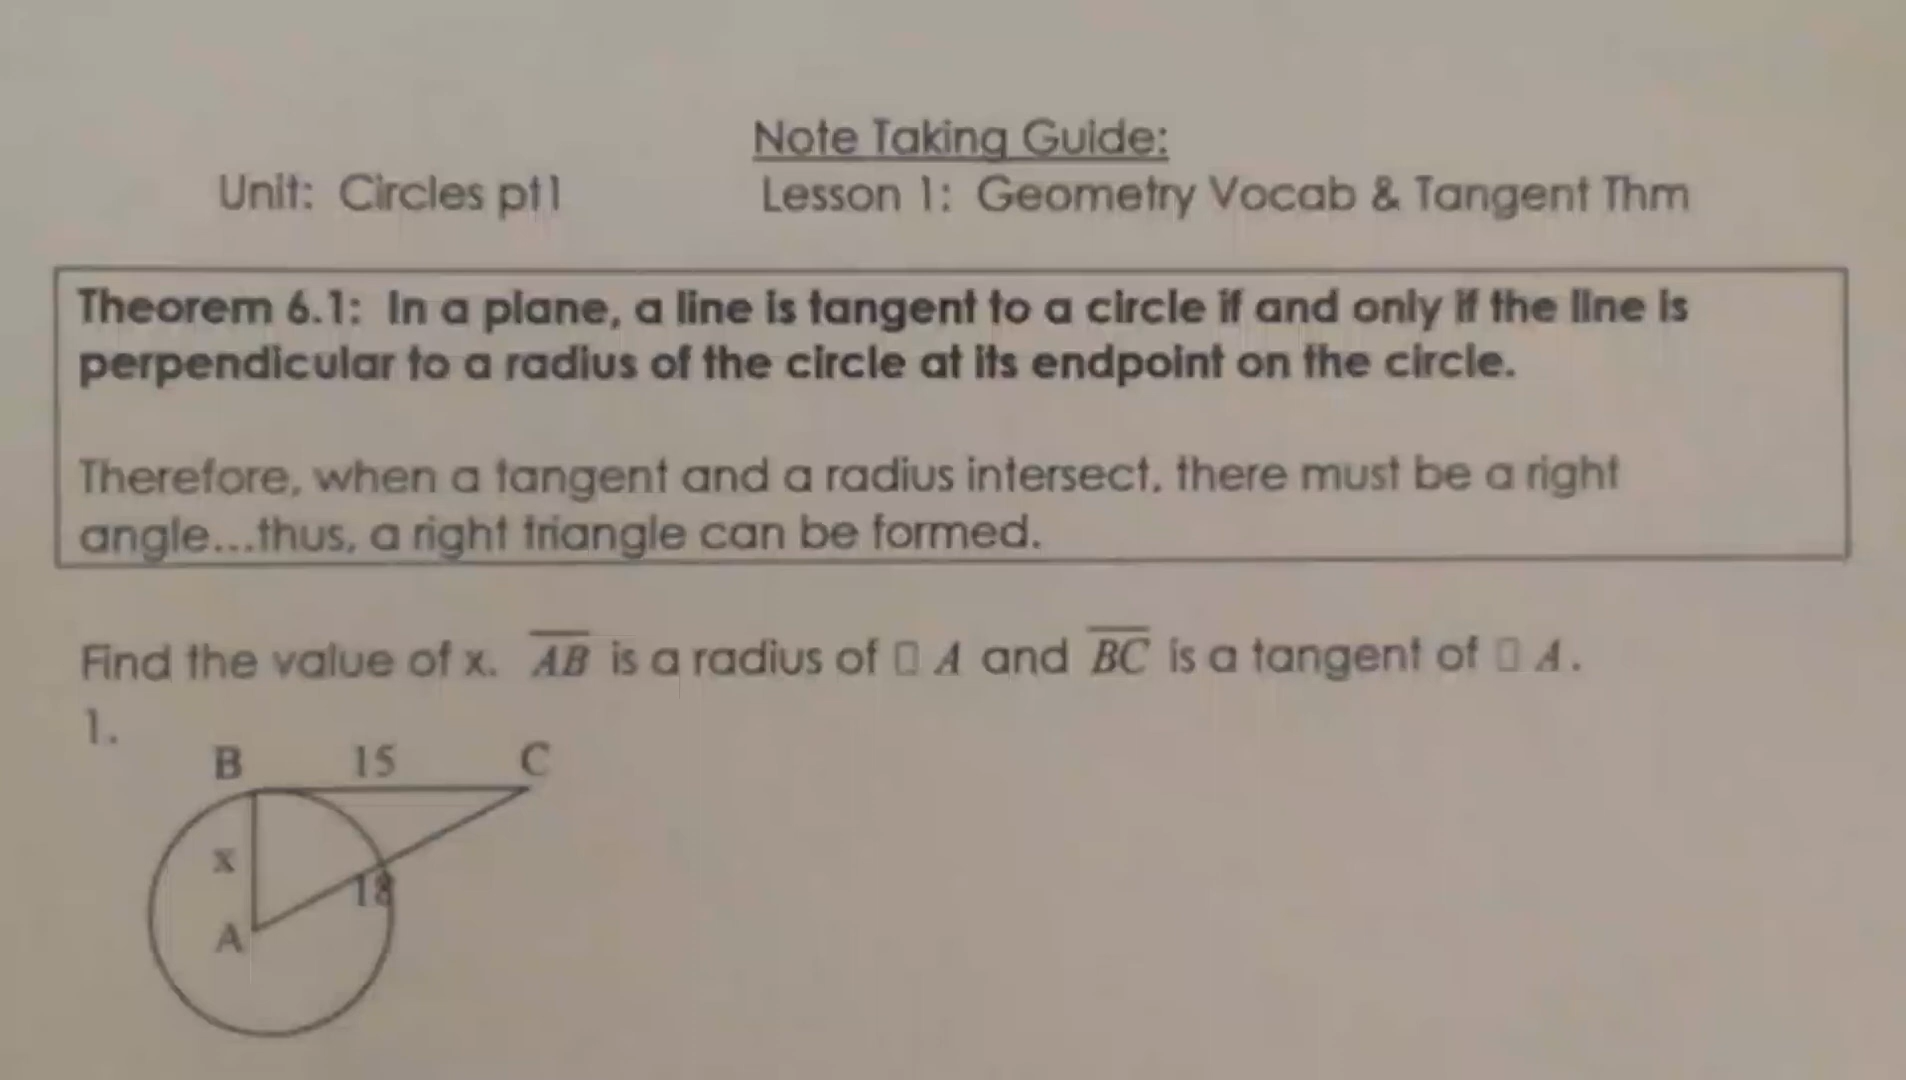 Note Taking Guide:
Unit: Circles pt1 Lesson 1: Geometry Vocab & Tangent Thm
Theorem 6.1: In a plane, a line is tangent to a circle if and only if the line is
perpendicular to a radius of the circle at its endpoint on the circle.
Therefore, when a tangent and a radius intersect, there must be a right
angle...thus, a right triangle can be formed.
Find the value of x. AB is a radius of ▯ A and BC is a tangent of ▯ A.
1.
B 15 C
x
18
A